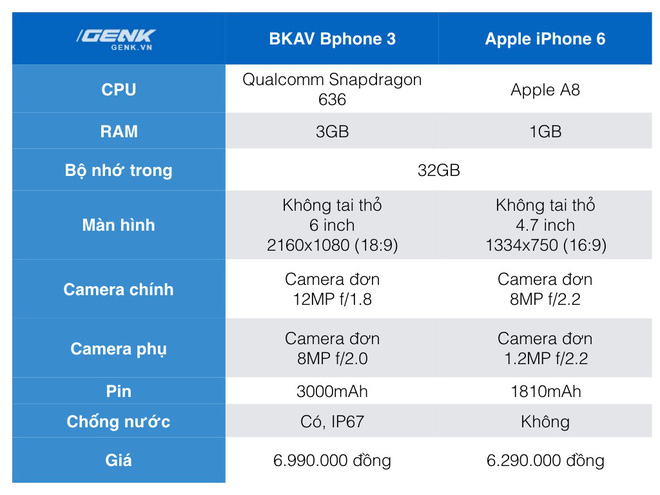 GENK
GENK.VN
BKAV Bphone 3
Apple iPhone 6
CPU
Qualcomm Snapdragon
636
Apple A8
RAM
3GB
1GB
Bộ nhớ trong
32GB
Màn hình
Không tai thỏ
6 inch
2160x1080 (18:9)
Không tai thỏ
4.7 inch
1334x750 (16:9)
Camera chính
Camera đơn
12MP f/1.8
Camera đơn
8MP f/2.2
Camera phụ
Camera đơn
8MP f/2.0
Camera đơn
1.2MP f/2.2
Pin
3000mAh
1810mAh
Chống nước
Có, IP67
Không
Giá
6.990.000 đồng
6.290.000 đồng